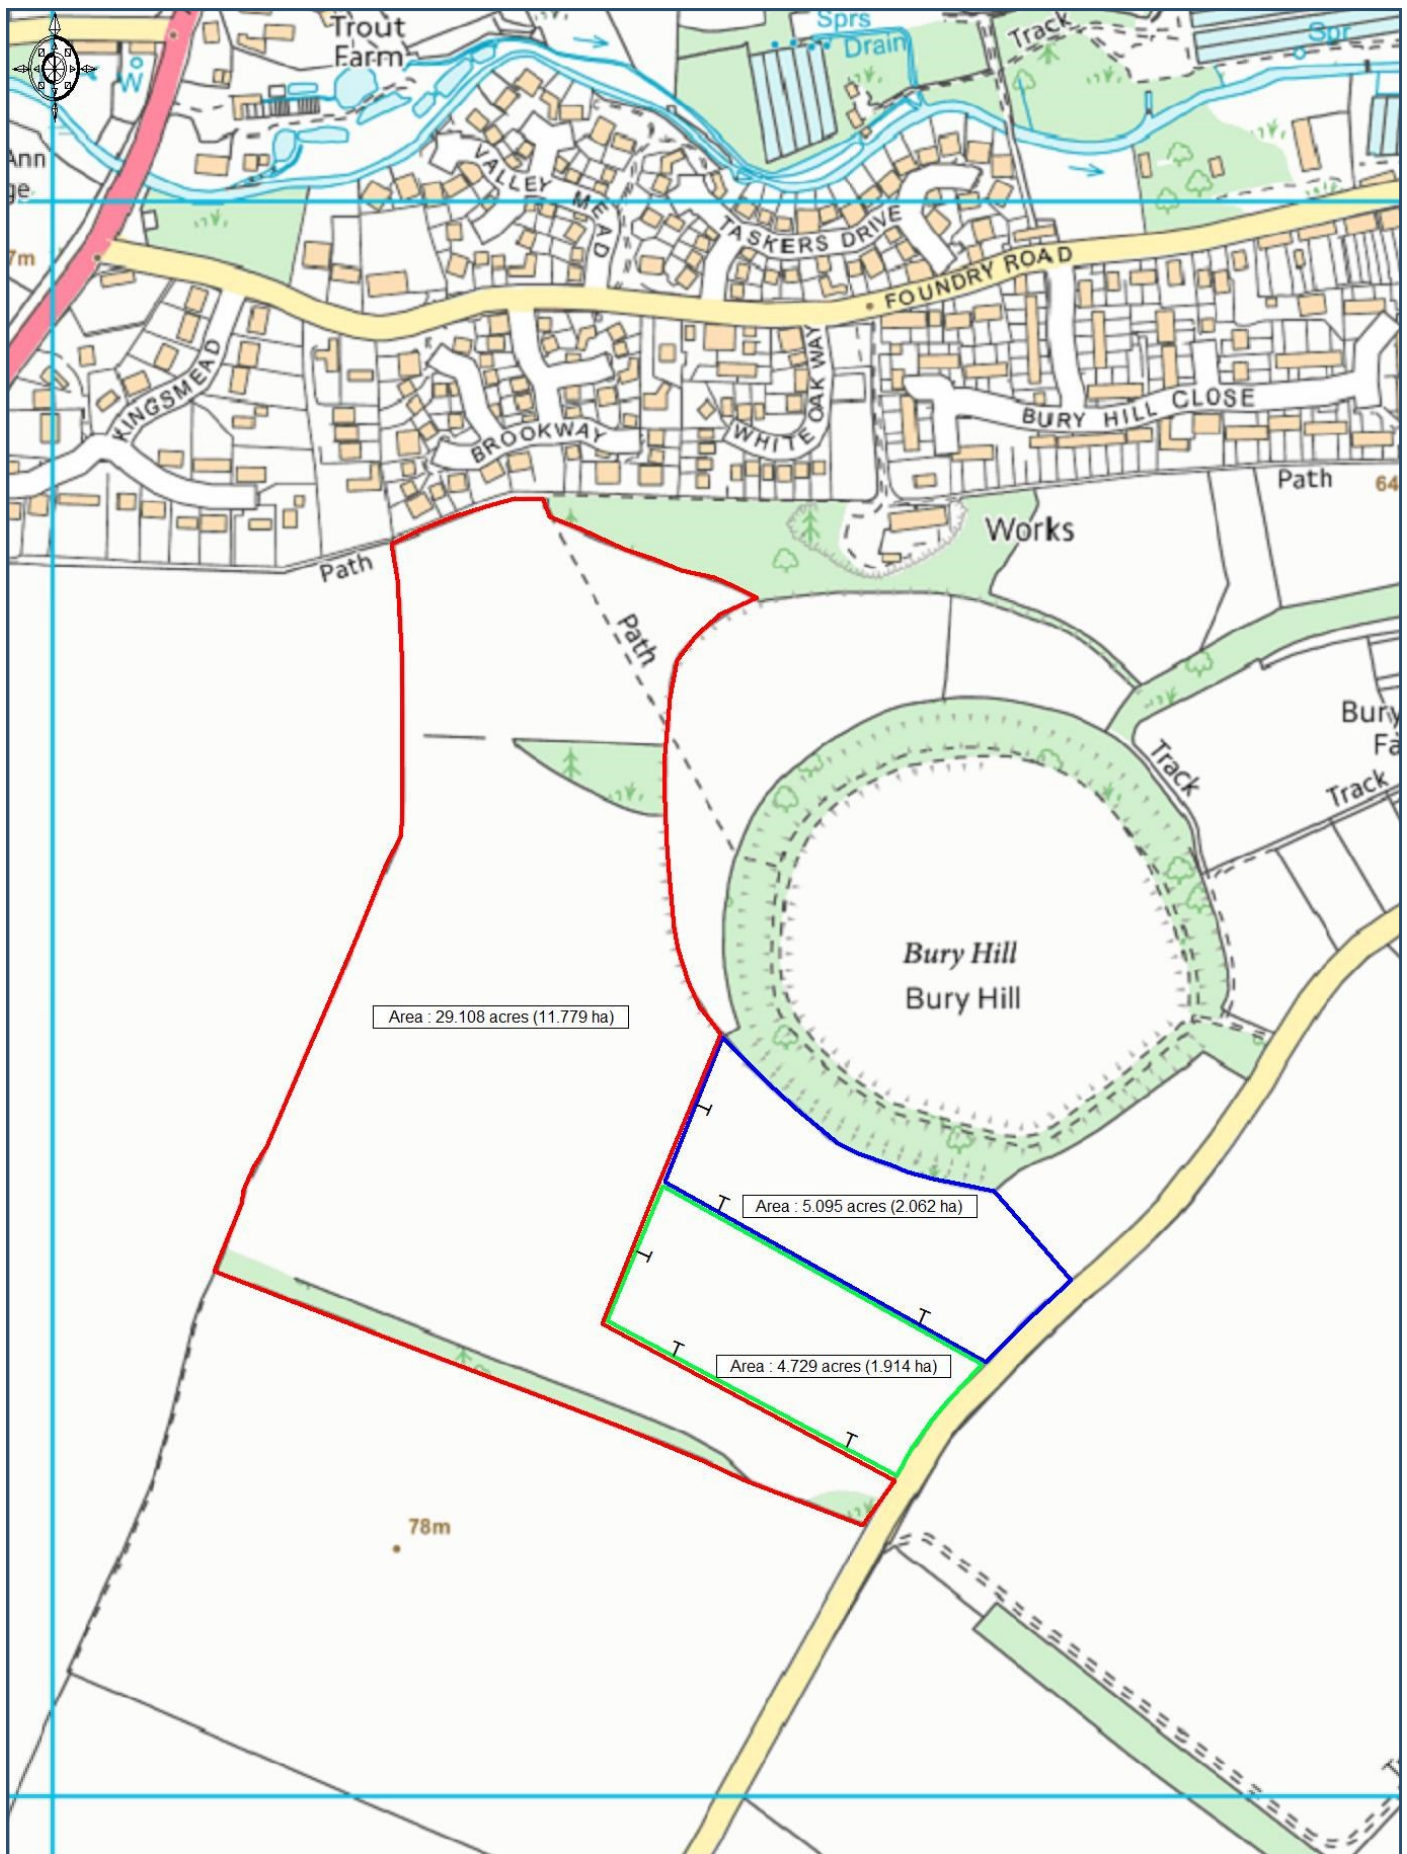 Trout
Farm
Sprs
Drain
Track
Spr
W
Ann
ge
VALLEY MEAD
TASKERS DRIVE
7m
FOUNDRY ROAD
KINGSMEAD
BROOKWAY
WHITE OAK WAY
BURY HILL CLOSE
Path
64
Works
Path
Path
Bury
Fa
Track
Track
Bury Hill
Bury Hill
Area : 29.108 acres (11.779 ha)
T
T
Area : 5.095 acres (2.062 ha)
T
T
T
Area : 4.729 acres (1.914 ha)
T
78m